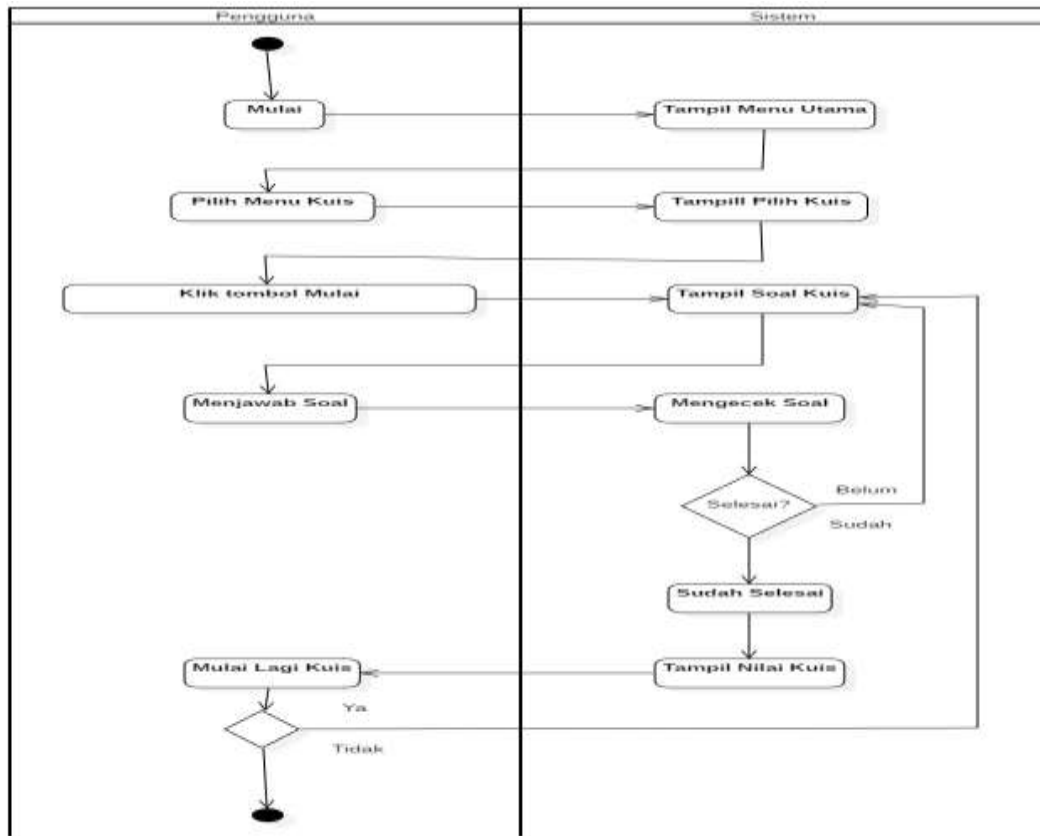 Pengguna
Sistem
Mulai
Tampil Menu Utama
Pilih Menu Kuis
Tampill Pilih Kuis
Klik tombol Mulai
Tampil Soal Kuis
Menjawab Soal
Mengecek Soal
Selesai?
Belum
Sudah
Sudah Selesai
Mulai Lagi Kuis
Tampil Nilai Kuis
Ya
Tidak